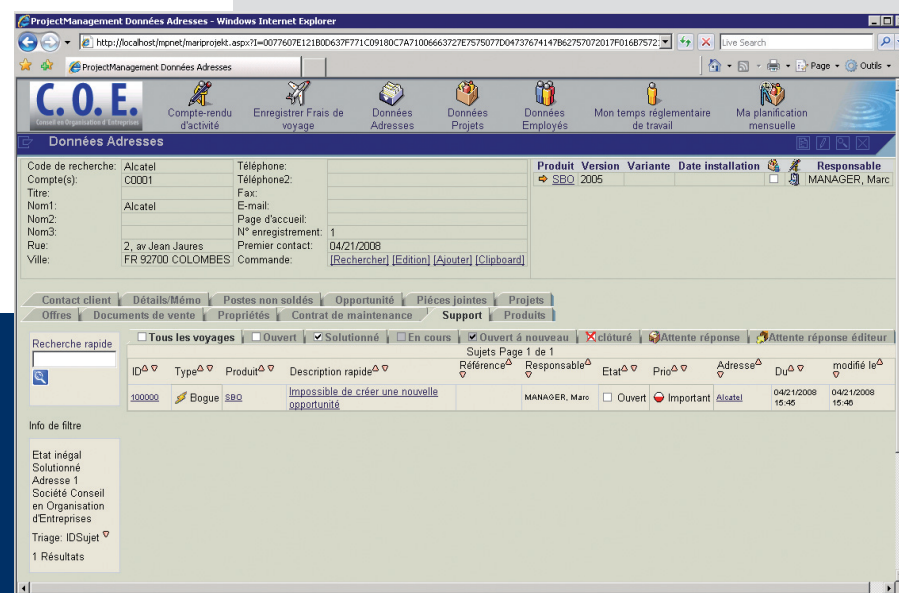 ProjectManagement Données Adresses - Windows Internet Explorer
http://localhost/mpnet/mariprojekt.aspx?
Live Search
ProjectManagement Données Adresses
Page Outils
C.O.E.
Conseil en Organisation d'Entreprises
Compte-rendu d'activité
Enregistrer Frais de voyage
Données Adresses
Données Projets
Données Employés
Mon temps réglementaire de travail
Ma planification mensuelle
Données Adresses
Code de recherche: Alcatel Téléphone: Produit Version Variante Date installation Responsable
Compte(s): C0001 Téléphone2: SBO 2005 MANAGER, Marc
Titre: Fax:
Nom1: Alcatel E-mail:
Nom2: Page d'accueil:
Nom3: N° enregistrement: 1
Rue: 2, av Jean Jaures Premier contact: 04/21/2008
Ville: FR 92700 COLOMBES Commande: [Rechercher] [Edition] [Ajouter] [Clipboard]
Contact client Détails/Mémo Postes non soldés Opportunité Piéces jointes Projets
Offres Documents de vente Propriétés Contrat de maintenance Support Produits
Recherche rapide
Tous les voyages Ouvert Solutionné En cours Ouvert à nouveau clôturé Attente réponse Attente réponse éditeur
Sujets Page 1 de 1
ID Type Produit Description rapide Référence Responsable Etat Prio Adresse Du modifié le
100000 Bogue SBO Impossible de créer une nouvelle opportunité MANAGER, Marc Ouvert Important Alcatel 04/21/2008 15:45 04/21/2008 15:46
Info de filtre
Etat inégal
Solutionné
Adresse 1
Société Conseil
en Organisation
d'Entreprises
Triage: IDSujet
1 Résultats